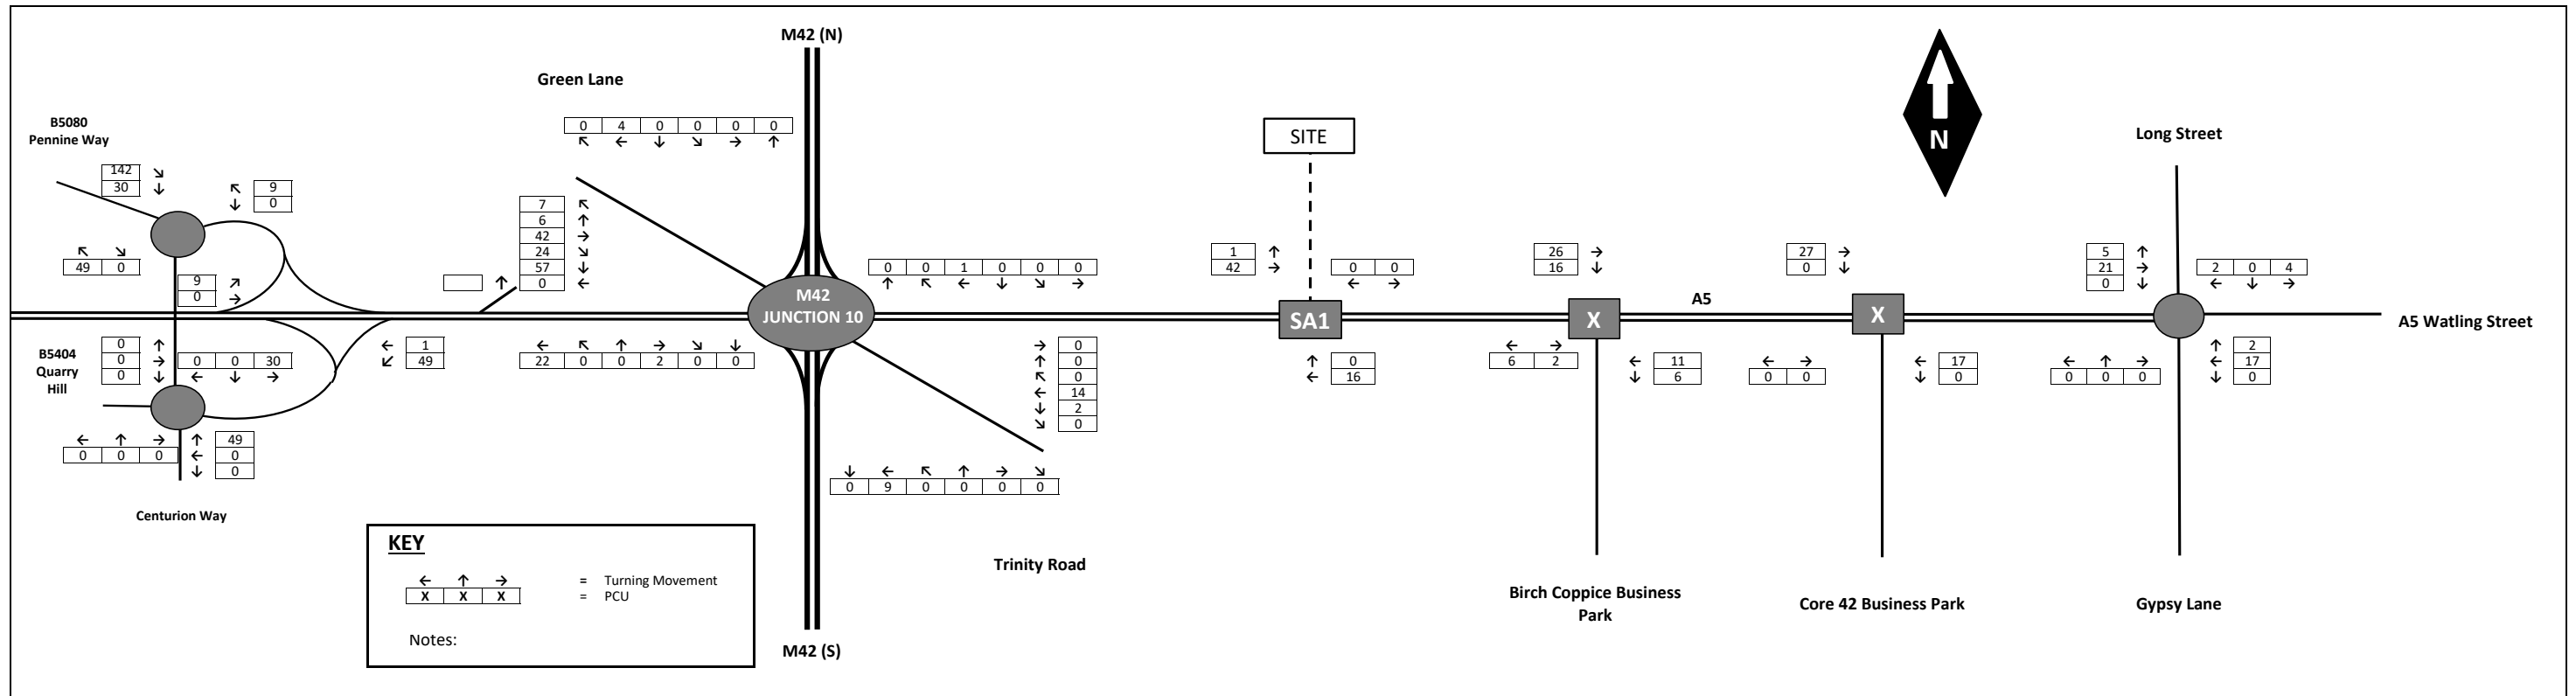 M42 (N)
Green Lane
B5080
Pennine Way
SITE
N
Long Street
0 4 0 0 0 0
↖ ← ↓ ↘ → ↑
142 ↘
30 ↓
↖ 9
↓ 0
↖ ↘
49 0
9 ↗
0 →
↑
7 ↖
6 ↑
42 →
24 ↘
57 ↓
0 ←
0 0 1 0 0 0
↑ ↖ ← ↓ ↘ →
1 ↑
42 →
0 0
← →
26 →
16 ↓
27 →
0 ↓
5 ↑
21 →
0 ↓
2 0 4
← ↓ →
M42
JUNCTION 10
SA1
X
A5
X
A5 Watling Street
B5404
Quarry
Hill
0 ↑
0 →
0 ↓
0 0 30
← ↓ →
← 1
↙ 49
← ↖ ↑ → ↘ ↓
22 0 0 2 0 0
→ 0
↑ 0
↖ 0
← 14
↓ 2
↘ 0
↑ 0
← 16
← →
6 2
← 11
↓ 6
← →
0 0
← 17
↓ 0
← ↑ →
0 0 0
↑ 2
← 17
↓ 0
← ↑ →
0 0 0
↑ 49
← 0
↓ 0
↓ ← ↖ ↑ → ↘
0 9 0 0 0 0
Centurion Way
KEY
← ↑ → = Turning Movement
X X X = PCU
Notes:
Trinity Road
M42 (S)
Birch Coppice Business
Park
Core 42 Business Park
Gypsy Lane